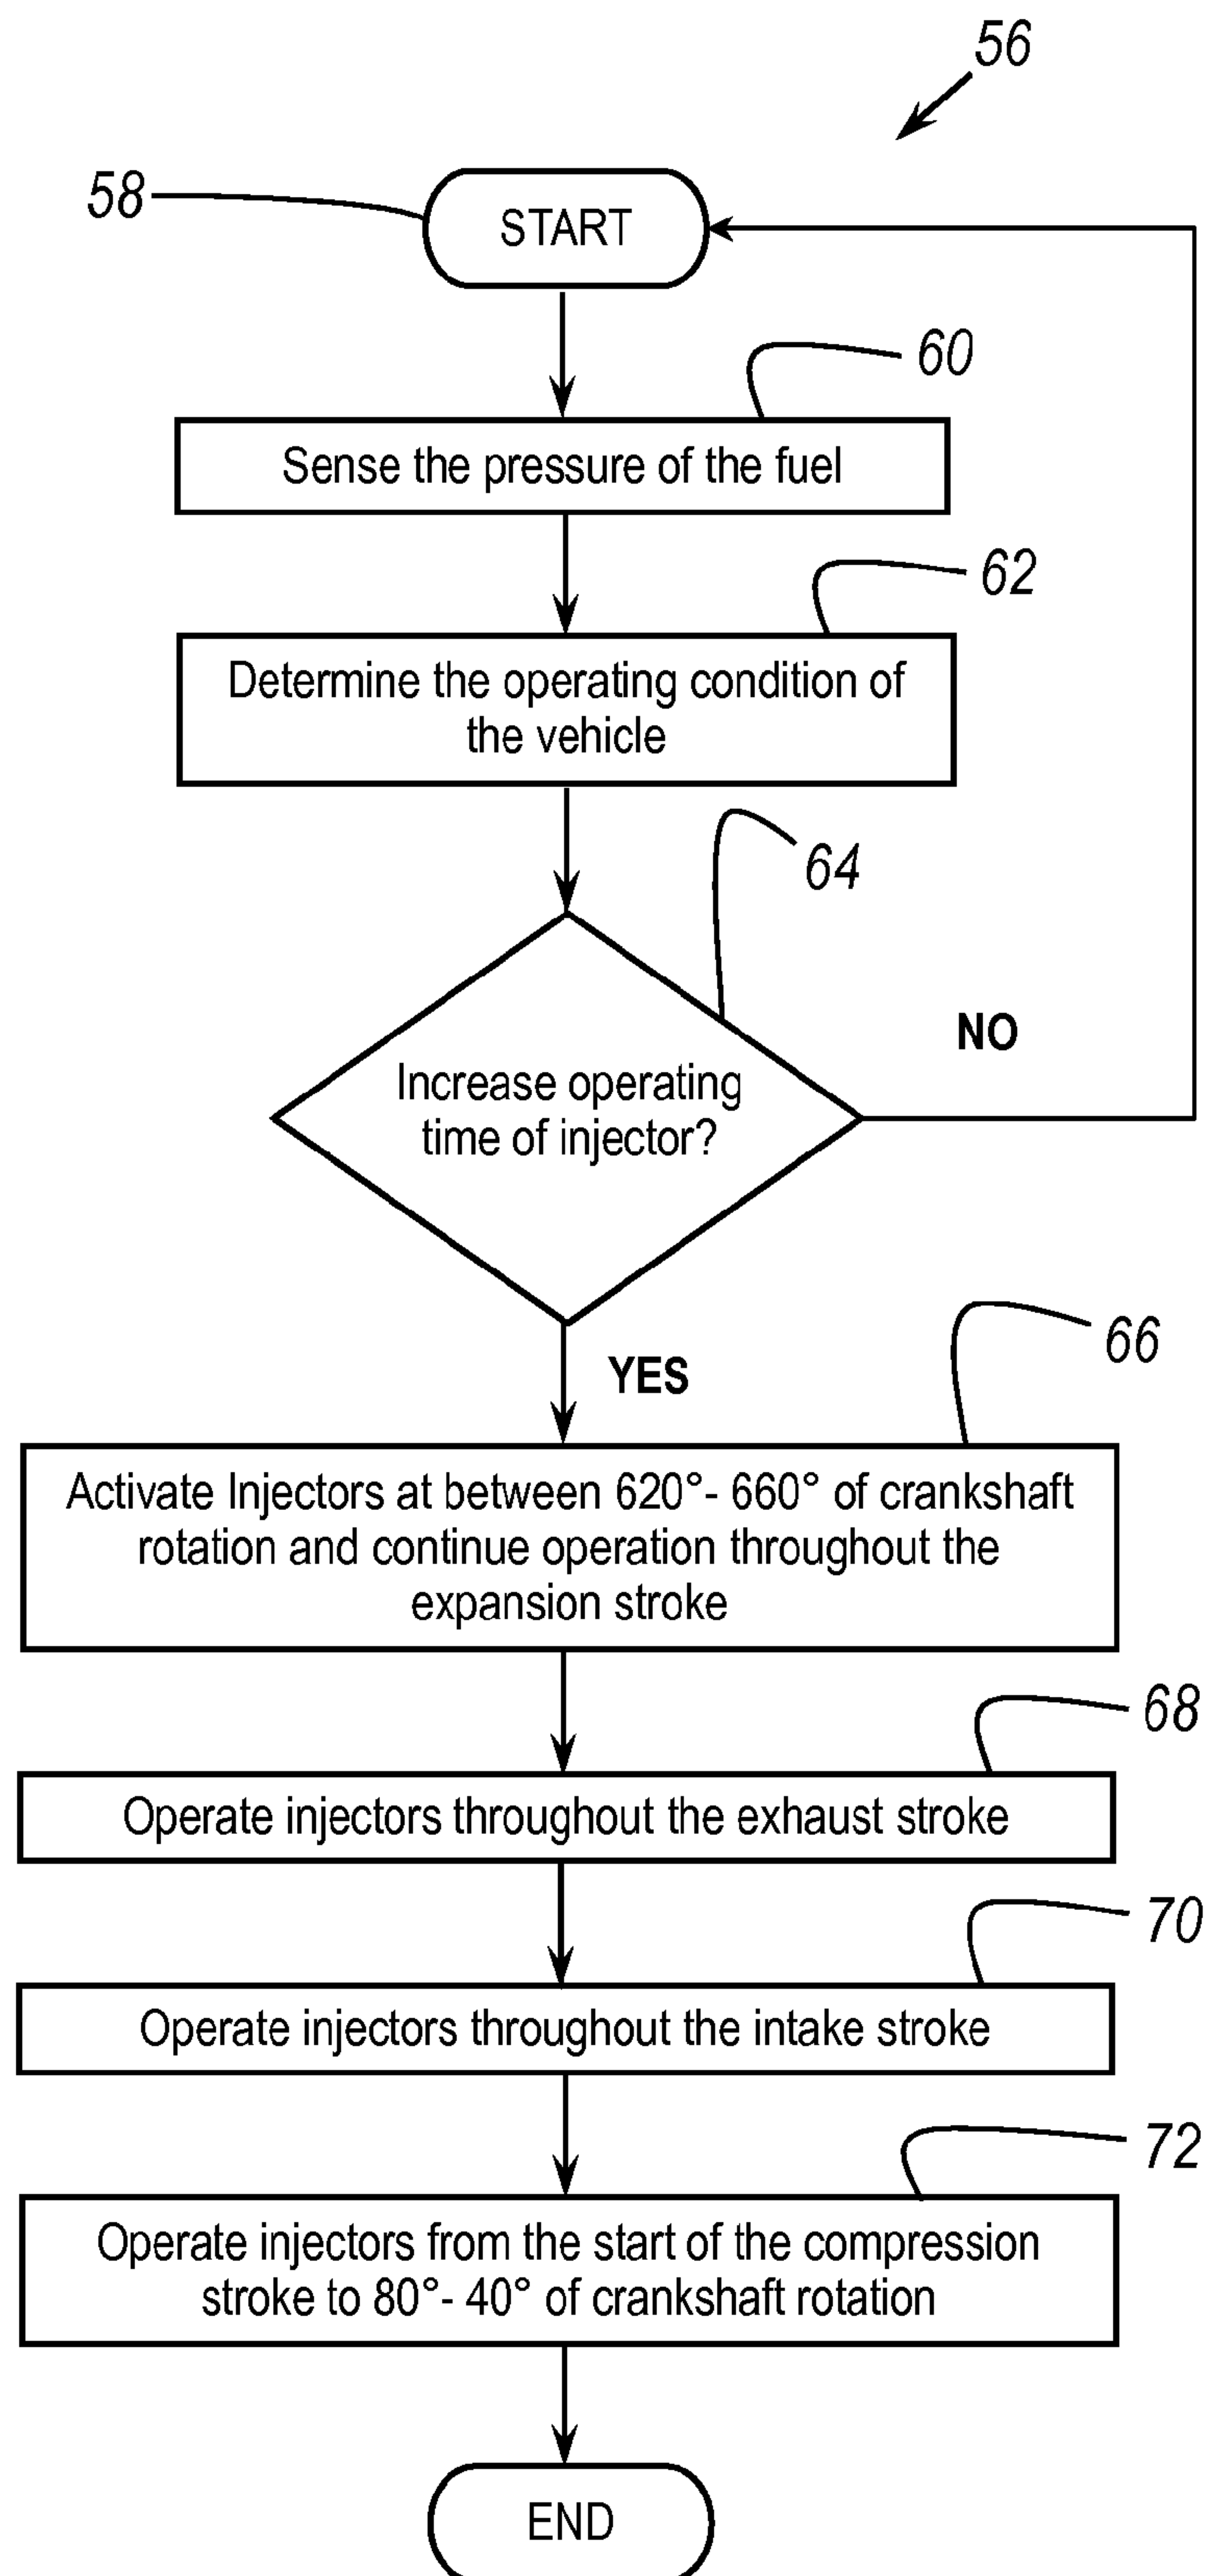 56
58
START
60
Sense the pressure of the fuel
62
Determine the operating condition of
the vehicle
64
Increase operating
time of injector?
NO
YES
66
Activate Injectors at between 620°- 660° of crankshaft
rotation and continue operation throughout the
expansion stroke
68
Operate injectors throughout the exhaust stroke
70
Operate injectors throughout the intake stroke
72
Operate injectors from the start of the compression
stroke to 80°- 40° of crankshaft rotation
END